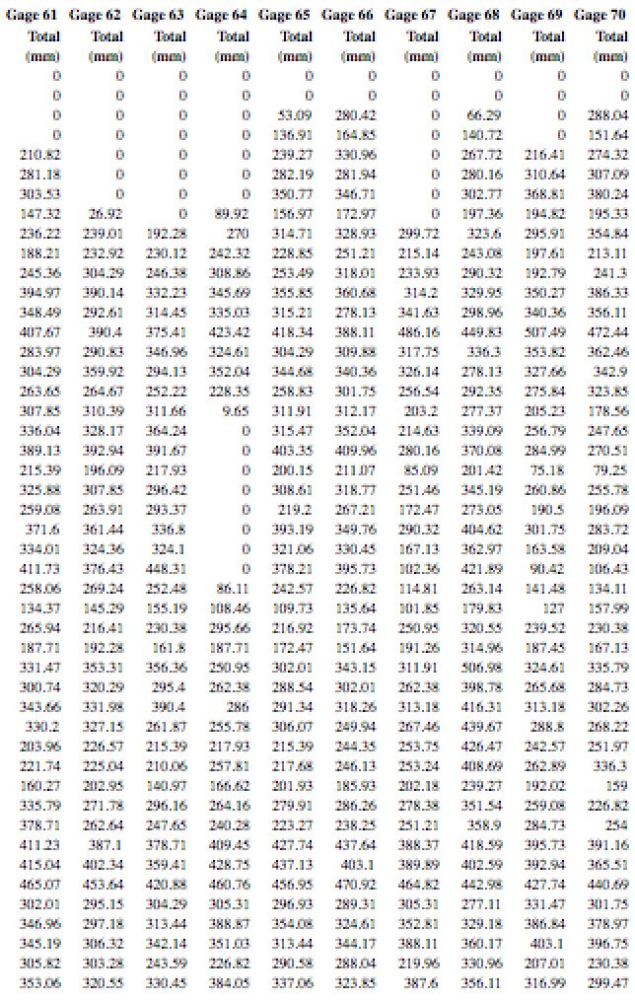 Gage 61 Gage 62 Gage 63 Gage 64 Gage 65 Gage 66 Gage 67 Gage 68 Gage 69 Gage 70
Total Total Total Total Total Total Total Total Total Total
(mm) (mm) (mm) (mm) (mm) (mm) (mm) (mm) (mm) (mm)
0 0 0 0 0 0 0 0 0 0
0 0 0 0 0 0 0 0 0 0
0 0 0 0 53.09 280.42 0 66.29 0 288.04
0 0 0 0 136.91 164.85 0 140.72 0 151.64
210.82 0 0 0 239.27 330.96 0 267.72 216.41 274.32
281.18 0 0 0 282.19 281.94 0 280.16 310.64 307.09
303.53 0 0 0 350.77 346.71 0 302.77 368.81 380.24
147.32 26.92 0 89.92 156.97 172.97 0 197.36 194.82 195.33
236.22 239.01 192.28 270 314.71 328.93 299.72 323.6 295.91 354.84
188.21 232.92 230.12 242.32 228.85 251.21 215.14 243.08 197.61 213.11
245.36 304.29 246.38 308.86 253.49 318.01 233.93 290.32 192.79 241.3
394.97 390.14 332.23 345.69 355.85 360.68 314.2 329.95 350.27 386.33
348.49 292.61 314.45 335.03 315.21 278.13 341.63 298.96 340.36 356.11
407.67 390.4 375.41 423.42 418.34 388.11 486.16 449.83 507.49 472.44
283.97 290.83 346.96 324.61 304.29 309.88 317.75 336.3 353.82 362.46
304.29 359.92 294.13 352.04 344.68 340.36 326.14 278.13 327.66 342.9
263.65 264.67 252.22 228.35 258.83 301.75 256.54 292.35 275.84 323.85
307.85 310.39 311.66 9.65 311.91 312.17 203.2 277.37 205.23 178.56
336.04 328.17 364.24 0 315.47 352.04 214.63 339.09 256.79 247.65
389.13 392.94 391.67 0 403.35 409.96 280.16 370.08 284.99 270.51
215.39 196.09 217.93 0 200.15 211.07 85.09 201.42 75.18 79.25
325.88 307.85 296.42 0 308.61 318.77 251.46 345.19 260.86 255.78
259.08 263.91 293.37 0 219.2 267.21 172.47 273.05 190.5 196.09
371.6 361.44 336.8 0 393.19 349.76 290.32 404.62 301.75 283.72
334.01 324.36 324.1 0 321.06 330.45 167.13 362.97 163.58 209.04
411.73 376.43 448.31 0 378.21 395.73 102.36 421.89 90.42 106.43
258.06 269.24 252.48 86.11 242.57 226.82 114.81 263.14 141.48 134.11
134.37 145.29 155.19 108.46 109.73 135.64 101.85 179.83 127 157.99
265.94 216.41 230.38 295.66 216.92 173.74 250.95 320.55 239.52 230.38
187.71 192.28 161.8 187.71 172.47 151.64 191.26 314.96 187.45 167.13
331.47 353.31 356.36 250.95 302.01 343.15 311.91 506.98 324.61 335.79
300.74 320.29 295.4 262.38 288.54 302.01 262.38 398.78 265.68 284.73
343.66 331.98 390.4 286 291.34 318.26 313.18 416.31 313.18 302.26
330.2 327.15 261.87 255.78 306.07 249.94 267.46 439.67 288.8 268.22
203.96 226.57 215.39 217.93 215.39 244.35 253.75 426.47 242.57 251.97
221.74 225.04 210.06 257.81 217.68 246.13 253.24 408.69 262.89 336.3
160.27 202.95 140.97 166.62 201.93 185.93 202.18 239.27 192.02 159
335.79 271.78 296.16 264.16 279.91 286.26 278.38 351.54 259.08 226.82
378.71 262.64 247.65 240.28 223.27 238.25 251.21 358.9 284.73 254
411.23 387.1 378.71 409.45 427.74 437.64 388.37 418.59 395.73 391.16
415.04 402.34 359.41 428.75 437.13 403.1 389.89 402.59 392.94 365.51
465.07 453.64 420.88 460.76 456.95 470.92 464.82 442.98 427.74 440.69
302.01 295.15 304.29 305.31 296.93 289.31 305.31 277.11 331.47 301.75
346.96 297.18 313.44 388.87 354.08 324.61 352.81 329.18 386.84 378.97
345.19 306.32 342.14 351.03 313.44 344.17 388.11 360.17 403.1 396.75
305.82 303.28 243.59 226.82 290.58 288.04 219.96 330.96 207.01 230.38
353.06 320.55 330.45 384.05 337.06 323.85 387.6 356.11 316.99 299.47